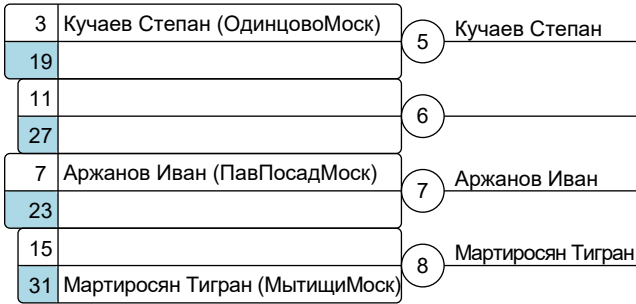 3 Кучаев Степан (ОдинцовоМоск)
5 Кучаев Степан
19
11
6
27
7 Аржанов Иван (ПавПосадМоск)
7 Аржанов Иван
23
15
8 Мартиросян Тигран
31 Мартиросян Тигран (МытищиМоск)